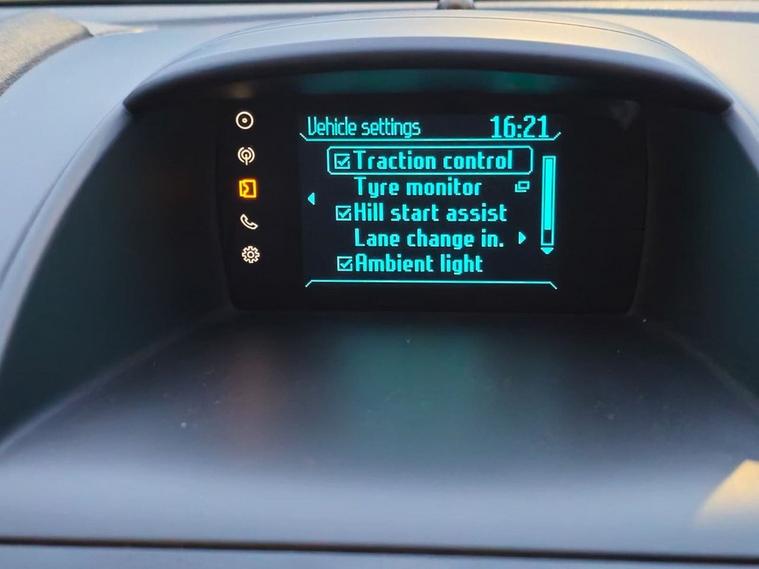 Vehicle settings 16:21
Traction control
Tyre monitor
Hill start assist
Lane change in.
Ambient light